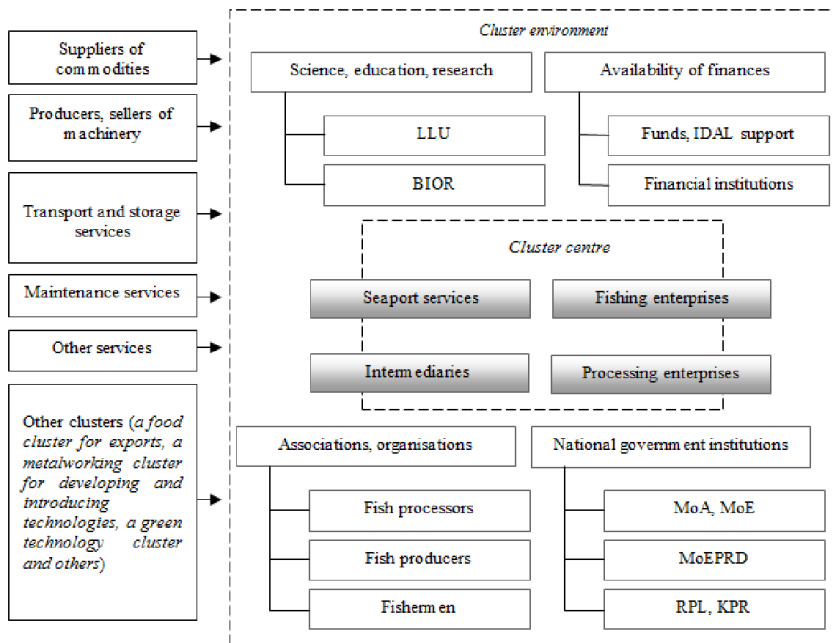 Suppliers of
commodities
Producers, sellers of
machinery
Transport and storage
services
Maintenance services
Other services
Other clusters (a food
cluster for exports, a
metalworking cluster
for developing and
introducing
technologies, a green
technology cluster
and others)
Cluster environment
Science, education, research
LLU
BIOR
Availability of finances
Funds, IDAL support
Financial institutions
Cluster centre
Seaport services
Fishing enterprises
Intermediaries
Processing enterprises
Associations, organisations
Fish processors
Fish producers
Fishermen
National government institutions
MoA, MoE
MoEPRD
RPL, KPR